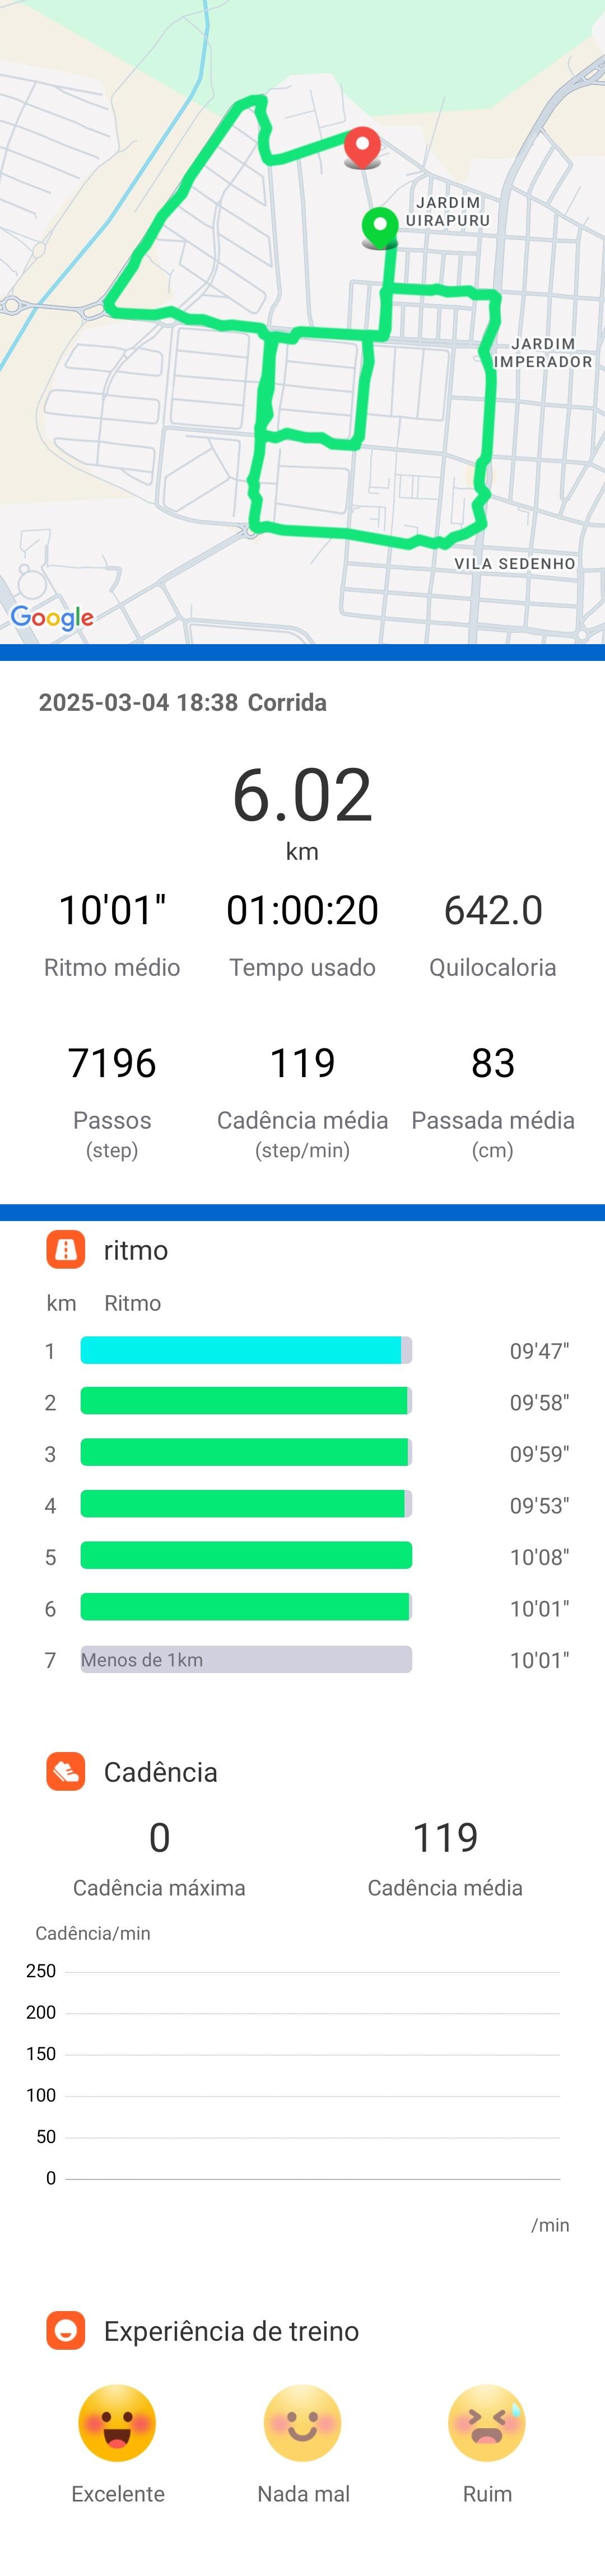 JARDIM
UIRAPURU
JARDIM
IMPERADOR
VILA SEDENHO
Google
2025-03-04 18:38 Corrida
6.02
km
10'01" 01:00:20 642.0
Ritmo médio Tempo usado Quilocaloria
7196 119 83
Passos Cadência média Passada média
(step) (step/min) (cm)
ritmo
km Ritmo
1 09'47"
2 09'58"
3 09'59"
4 09'53"
5 10'08"
6 10'01"
7 Menos de 1km 10'01"
Cadência
0 119
Cadência máxima Cadência média
Cadência/min
250
200
150
100
50
0
/min
Experiência de treino
Excelente Nada mal Ruim